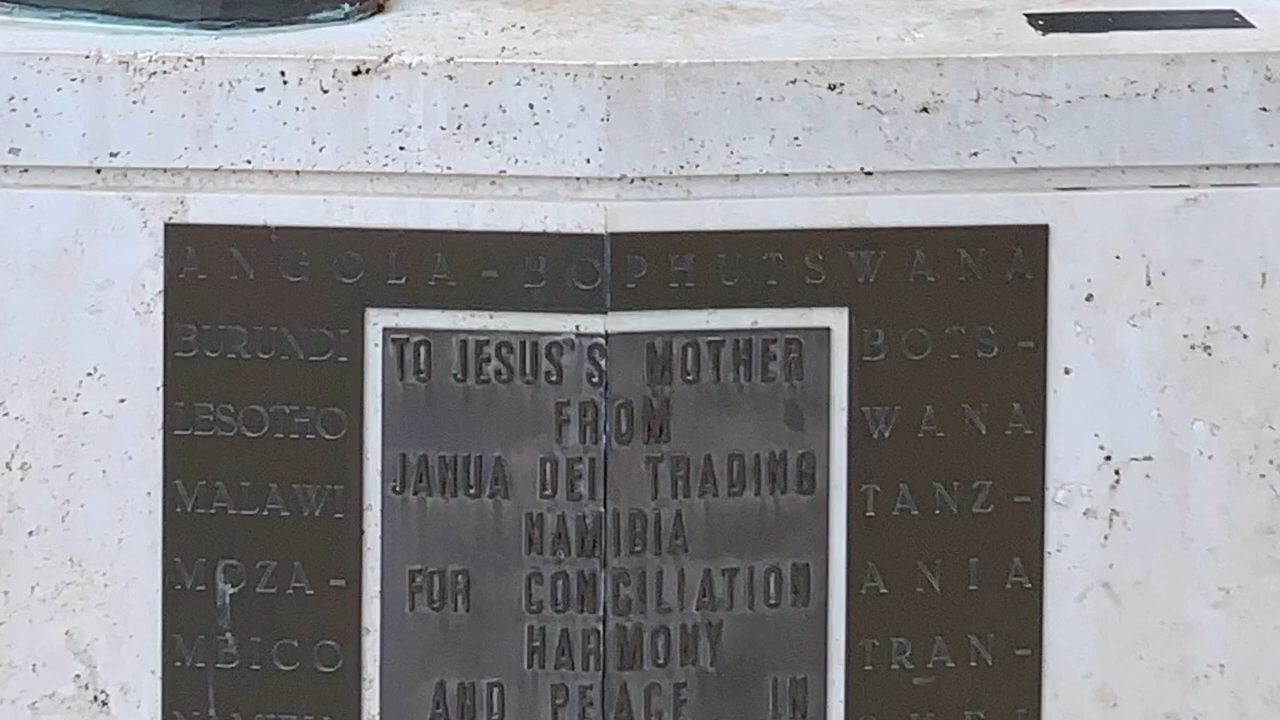 ANGOLA-BOPHUTSWANA
BURUNDI
LESOTHO
MALAWI
MOZA-
MBICO
TO JESUS'S MOTHER
FROM
JANUA DEI TRADING
NAMIBIA
FOR CONCILIATION
HARMONY
AND PEACE IN
BOTS-
WANA
TANZ-
ANIA
TRAN-